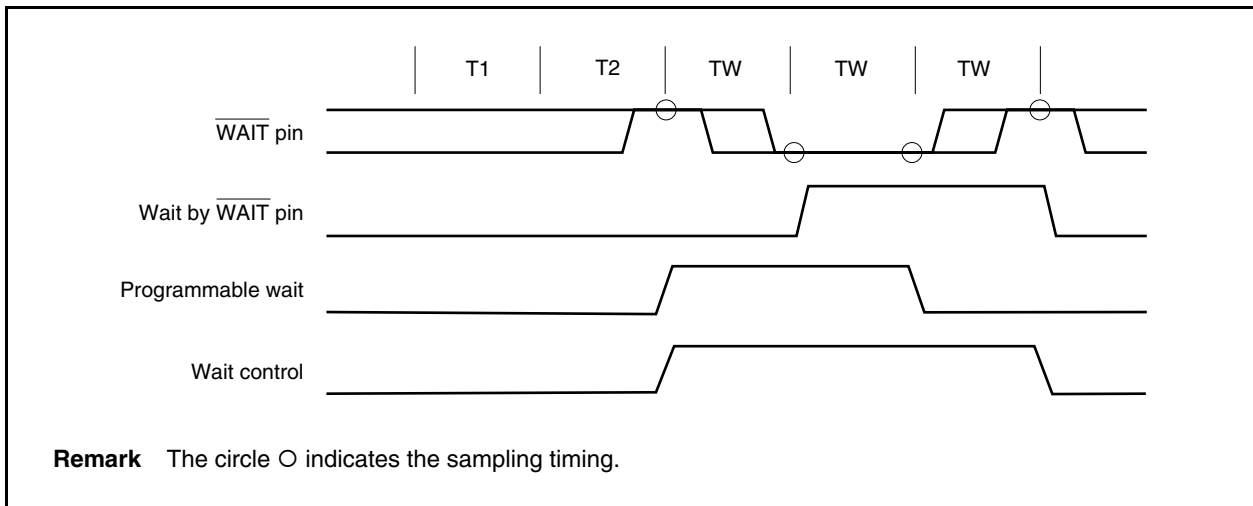 T1 T2 TW TW TW
WAIT pin
Wait by WAIT pin
Programmable wait
Wait control
Remark The circle ○ indicates the sampling timing.